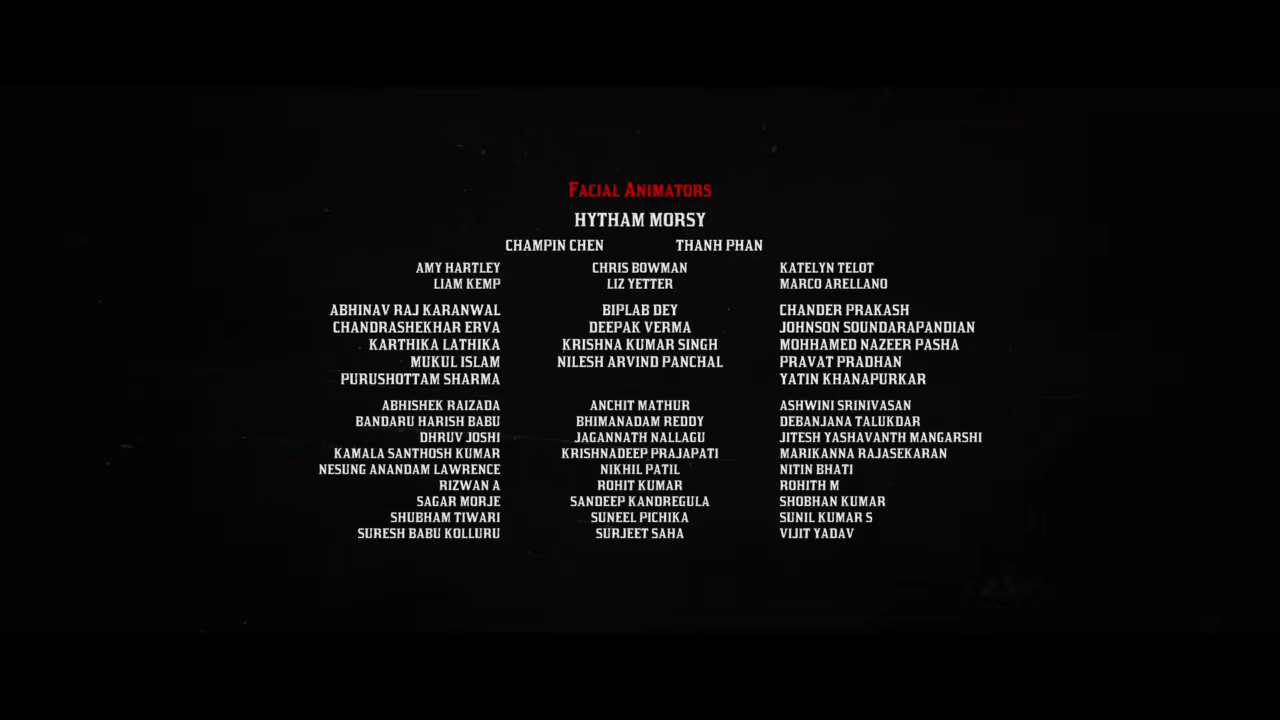 FACIAL ANIMATORS
HYTHAM MORSY
CHAMPIN CHEN THANH PHAN
AMY HARTLEY CHRIS BOWMAN KATELYN TELOT
LIAM KEMP LIZ YETTER MARCO ARELLANO
ABHINAV RAJ KARANWAL BIPLAB DEY CHANDER PRAKASH
CHANDRASHEKHAR ERVA DEEPAK VERMA JOHNSON SOUNDARAPANDIAN
KARTHIKA LATHIKA KRISHNA KUMAR SINGH MOHHAMED NAZEER PASHA
MUKUL ISLAM NILESH ARVIND PANCHAL PRAVAT PRADHAN
PURUSHOTTAM SHARMA YATIN KHANAPURKAR
ABHISHEK RAIZADA ANCHIT MATHUR ASHWINI SRINIVASAN
BANDARU HARISH BABU BHIMANADAM REDDY DEBANJANA TALUKDAR
DHRUV JOSHI JAGANNATH NALLAGU JITESH YASHAVANTH MANGARSHI
KAMALA SANTHOSH KUMAR KRISHNADEEP PRAJAPATI MARIKANNA RAJASEKARAN
NESUNG ANANDAM LAWRENCE NIKHIL PATIL NITIN BHATI
RIZWAN A ROHIT KUMAR ROHITH M
SAGAR MORJE SANDEEP KANDREGULA SHOBHAN KUMAR
SHUBHAM TIWARI SUNEEL PICHIKA SUNIL KUMAR S
SURESH BABU KOLLURU SURJEET SAHA VIJIT YADAV